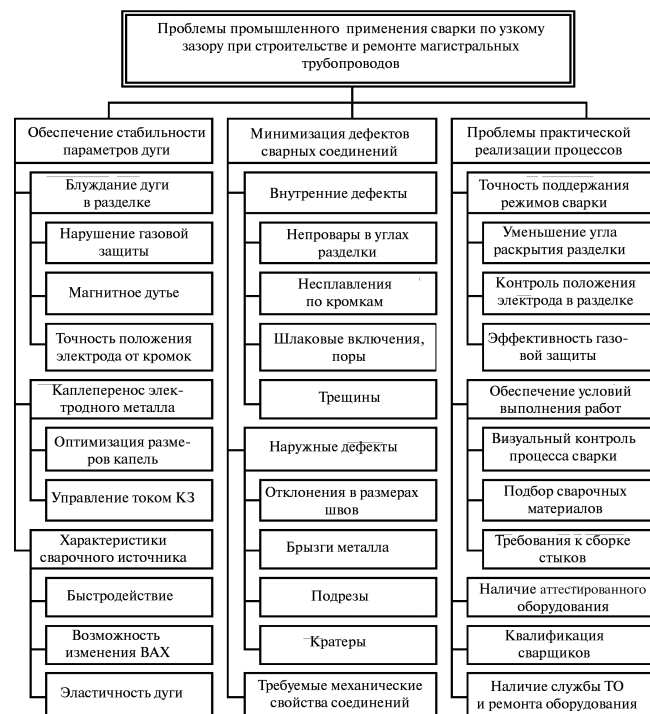 Проблемы промышленного применения сварки по узкому
зазору при строительстве и ремонте магистральных
трубопроводов
Обеспечение стабильности
параметров дуги
Блуждание дуги
в разделке
Нарушение газовой
защиты
Магнитное дутье
Точность положения
электрода от кромок
Каплеперенос элек-
тродного металла
Оптимизация разме-
ров капель
Управление током КЗ
Характеристики
сварочного источника
Быстродействие
Возможность
изменения ВАХ
Эластичность дуги
Минимизация дефектов
сварных соединений
Внутренние дефекты
Непровары в углах
разделки
Несплавления
по кромкам
Шлаковые включения,
поры
Трещины
Наружные дефекты
Отклонения в размерах
швов
Брызги металла
Подрезы
Кратеры
Требуемые механические
свойства соединений
Проблемы практической
реализации процессов
Точность поддержания
режимов сварки
Уменьшение угла
раскрытия разделки
Контроль положения
электрода в разделке
Эффективность газо-
вой защиты
Обеспечение условий
выполнения работ
Визуальный контроль
процесса сварки
Подбор сварочных
материалов
Требования к сборке
стыков
Наличие аттестированного
оборудования
Квалификация
сварщиков
Наличие службы ТО
и ремонта оборудования